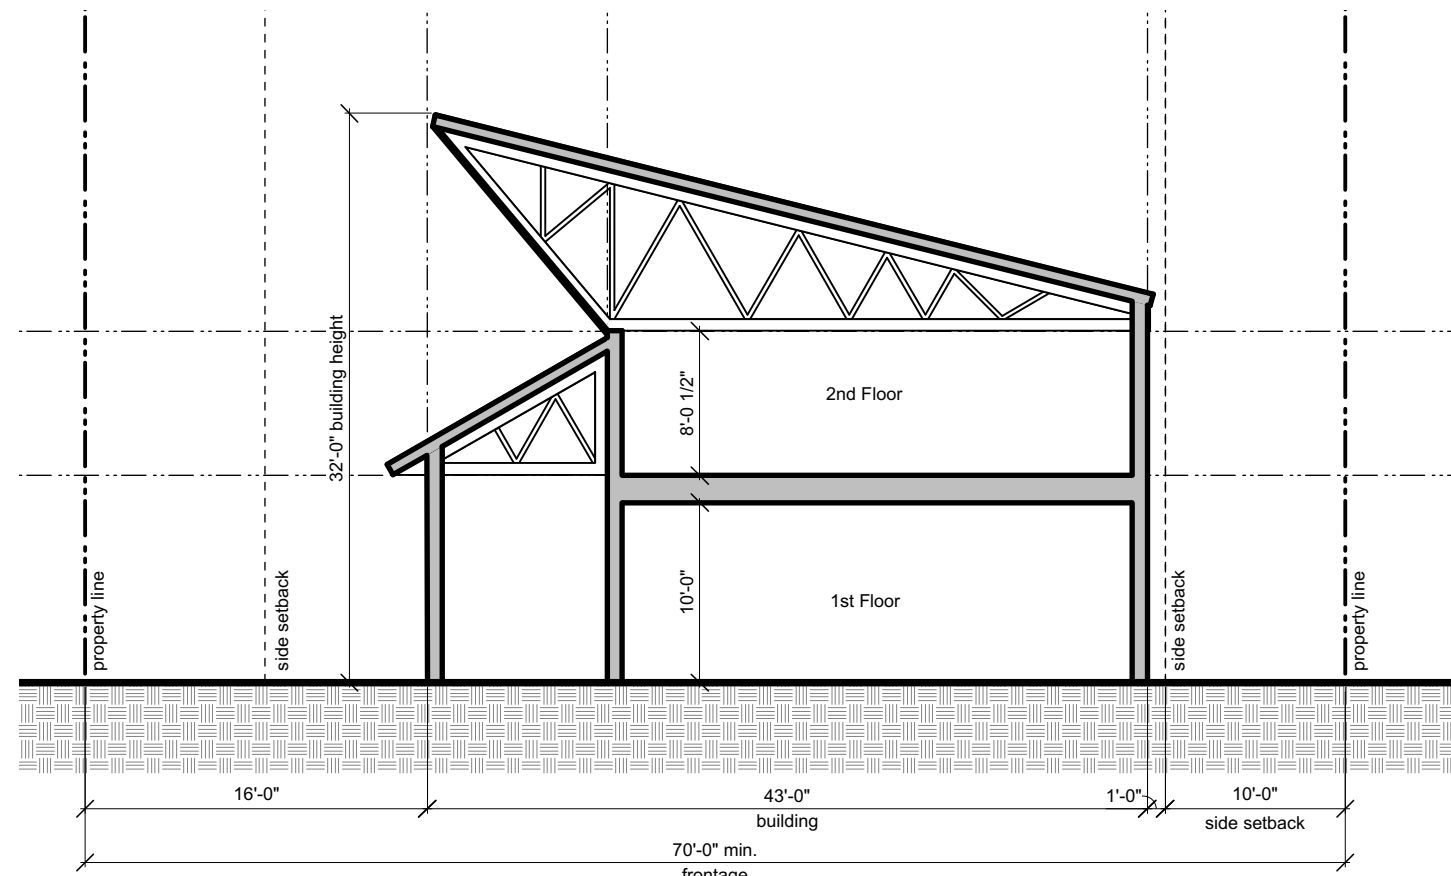 32'-0" building height
2nd Floor
8'-0 1/2"
10'-0"
1st Floor
property line
side setback
side setback
property line
16'-0"
43'-0"
building
1'-0"
10'-0"
side setback
70'-0" min.
frontage